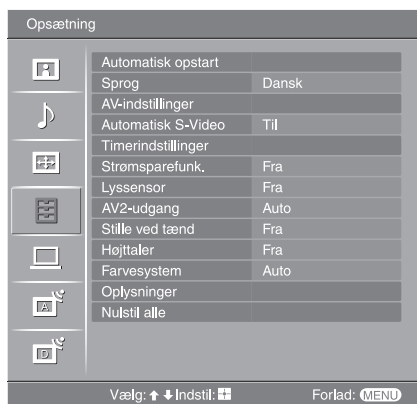 Opsætning
Automatisk opstart
Sprog Dansk
AV-indstillinger
Automatisk S-Video Til
Timerindstillinger
Strømsparefunk. Fra
Lyssensor Fra
AV2-udgang Auto
Stille ved tænd Fra
Højttaler Fra
Farvesystem Auto
Oplysninger
Nulstil alle
A
D
Vælg: Indstil: Forlad: MENU